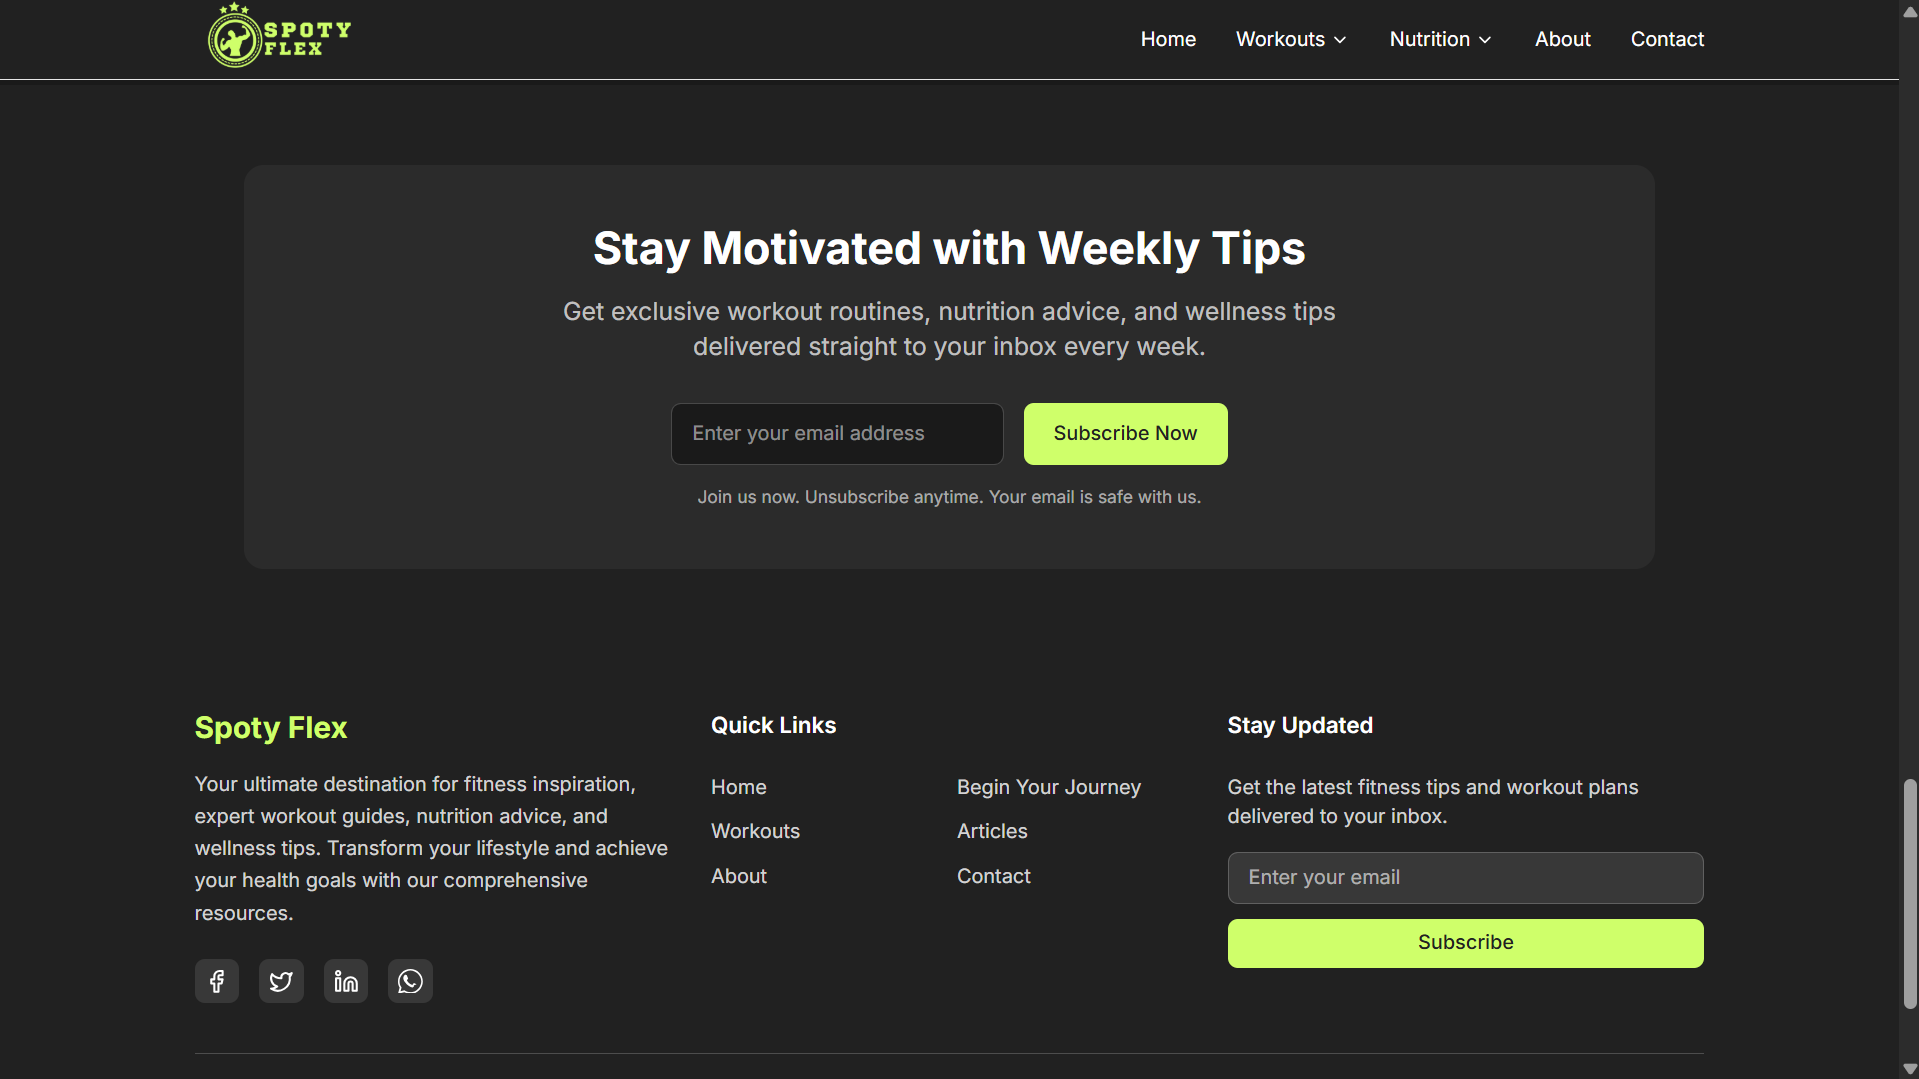 SPOTY
FLEX
Home
Workouts
Nutrition
About
Contact
Stay Motivated with Weekly Tips
Get exclusive workout routines, nutrition advice, and wellness tips
delivered straight to your inbox every week.
Enter your email address
Subscribe Now
Join us now. Unsubscribe anytime. Your email is safe with us.
Spoty Flex
Your ultimate destination for fitness inspiration,
expert workout guides, nutrition advice, and
wellness tips. Transform your lifestyle and achieve
your health goals with our comprehensive
resources.
Quick Links
Home
Workouts
About
Begin Your Journey
Articles
Contact
Stay Updated
Get the latest fitness tips and workout plans
delivered to your inbox.
Enter your email
Subscribe